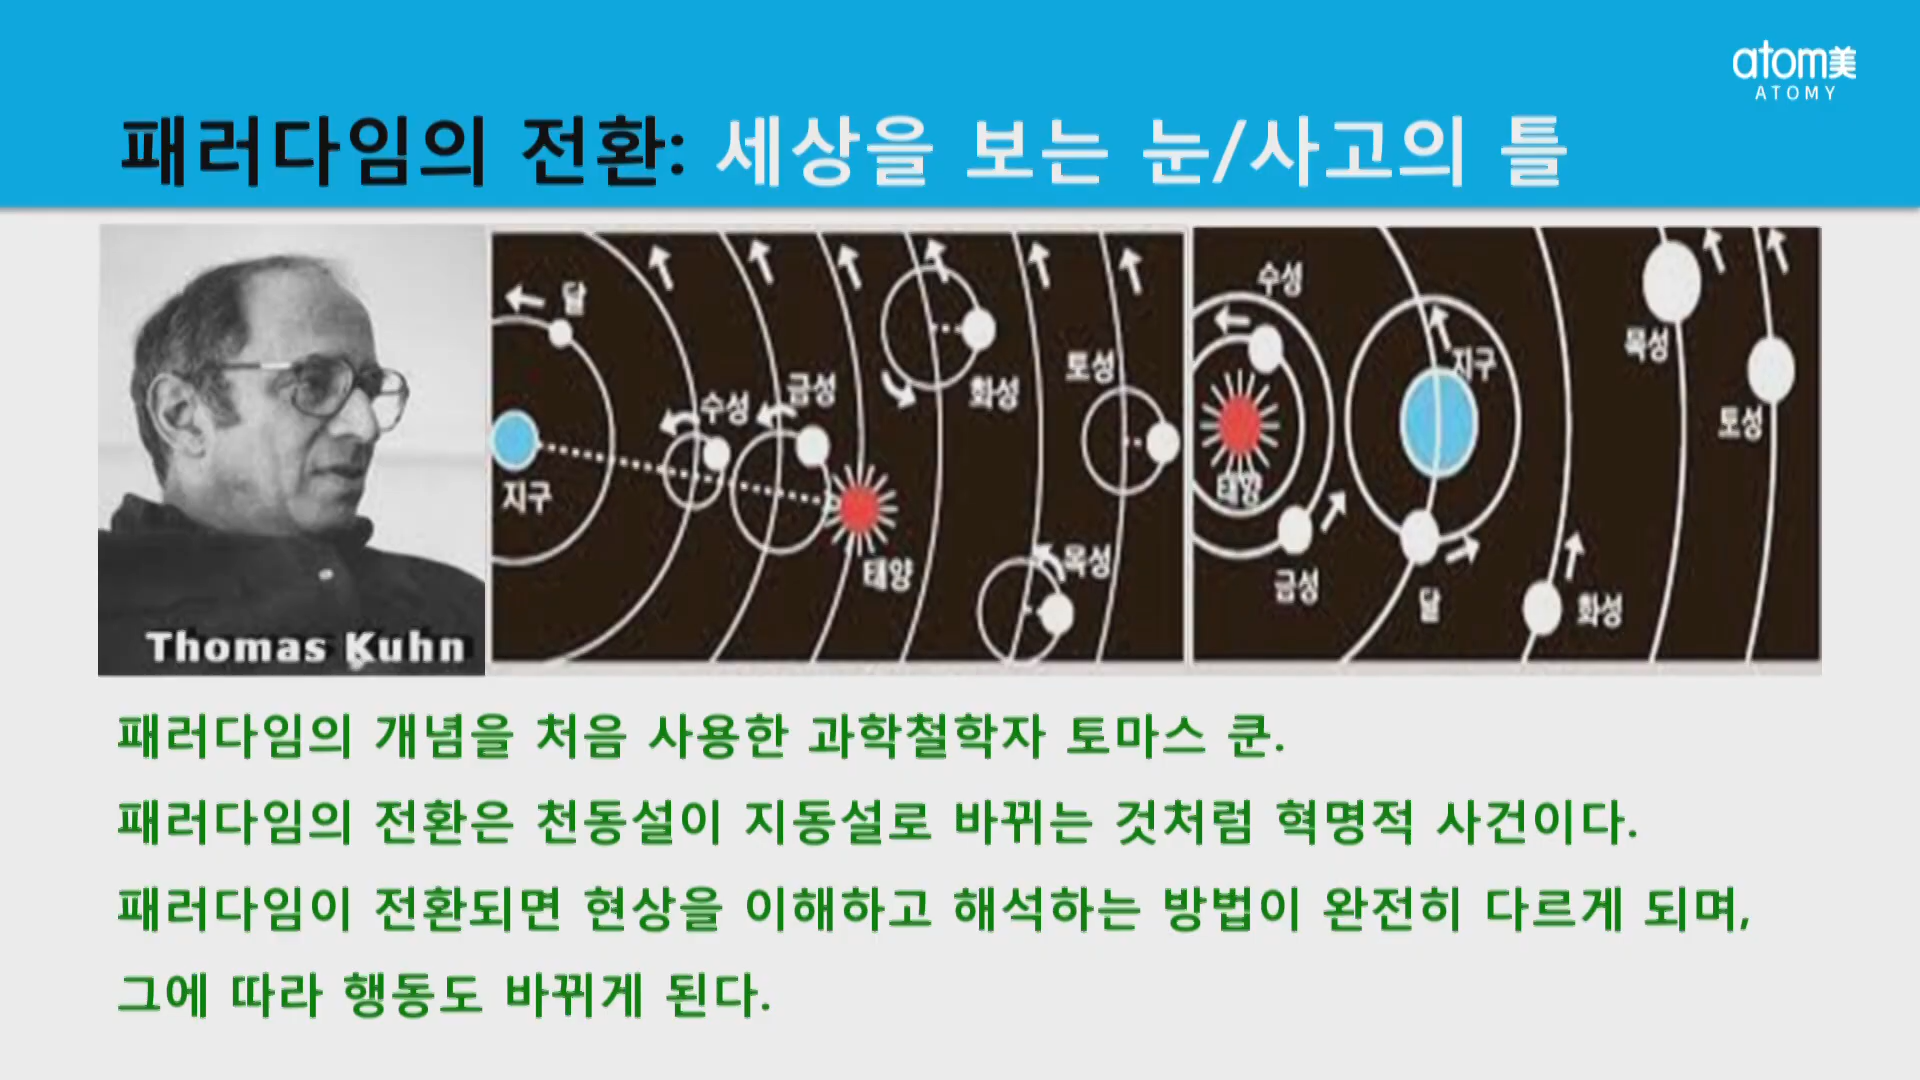 atom美
ATOMY
패러다임의 전환: 세상을 보는 눈/사고의 틀
Thomas Kuhn
달
수성
금성
화성
토성
지구
태양
목성
수성
지구
목성
토성
태양
금성
달
화성
패러다임의 개념을 처음 사용한 과학철학자 토마스 쿤.
패러다임의 전환은 천동설이 지동설로 바뀌는 것처럼 혁명적 사건이다.
패러다임이 전환되면 현상을 이해하고 해석하는 방법이 완전히 다르게 되며,
그에 따라 행동도 바뀌게 된다.